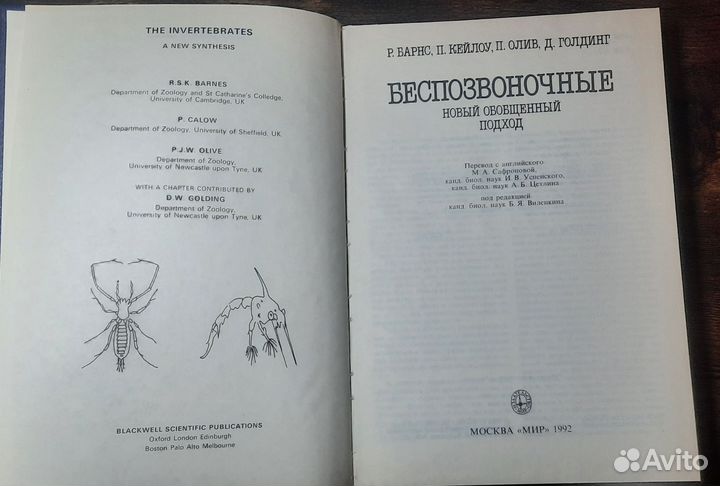 THE INVERTEBRATES
A NEW SYNTHESIS
R.S.K. BARNES
Department of Zoology and St Catharine's Colledge,
University of Cambridge, UK
P. CALOW
Department of Zoology, University of Sheffield, UK
P.J.W. OLIVE
Department of Zoology,
University of Newcastle upon Tyne, UK
WITH A CHAPTER CONTRIBUTED BY
D.W. GOLDING
Department of Zoology,
University of Newcastle upon Tyne, UK
BLACKWELL SCIENTIFIC PUBLICATIONS
Oxford London Edinburgh
Boston Palo Alto Melbourne
Р. БАРНС, П. КЕЙЛОУ, П. ОЛИВ, Д. ГОЛДИНГ
БЕСПОЗВОНОЧНЫЕ
НОВЫЙ ОБОБЩЕННЫЙ
ПОДХОД
Перевод с английского
М. А. Сафроновой,
канд. биол. наук И. В. Успенского,
канд. биол. наук А. Б. Цетлина
под редакцией
канд. биол. наук Б. Я. Виленкина
МОСКВА «МИР» 1992
Avito